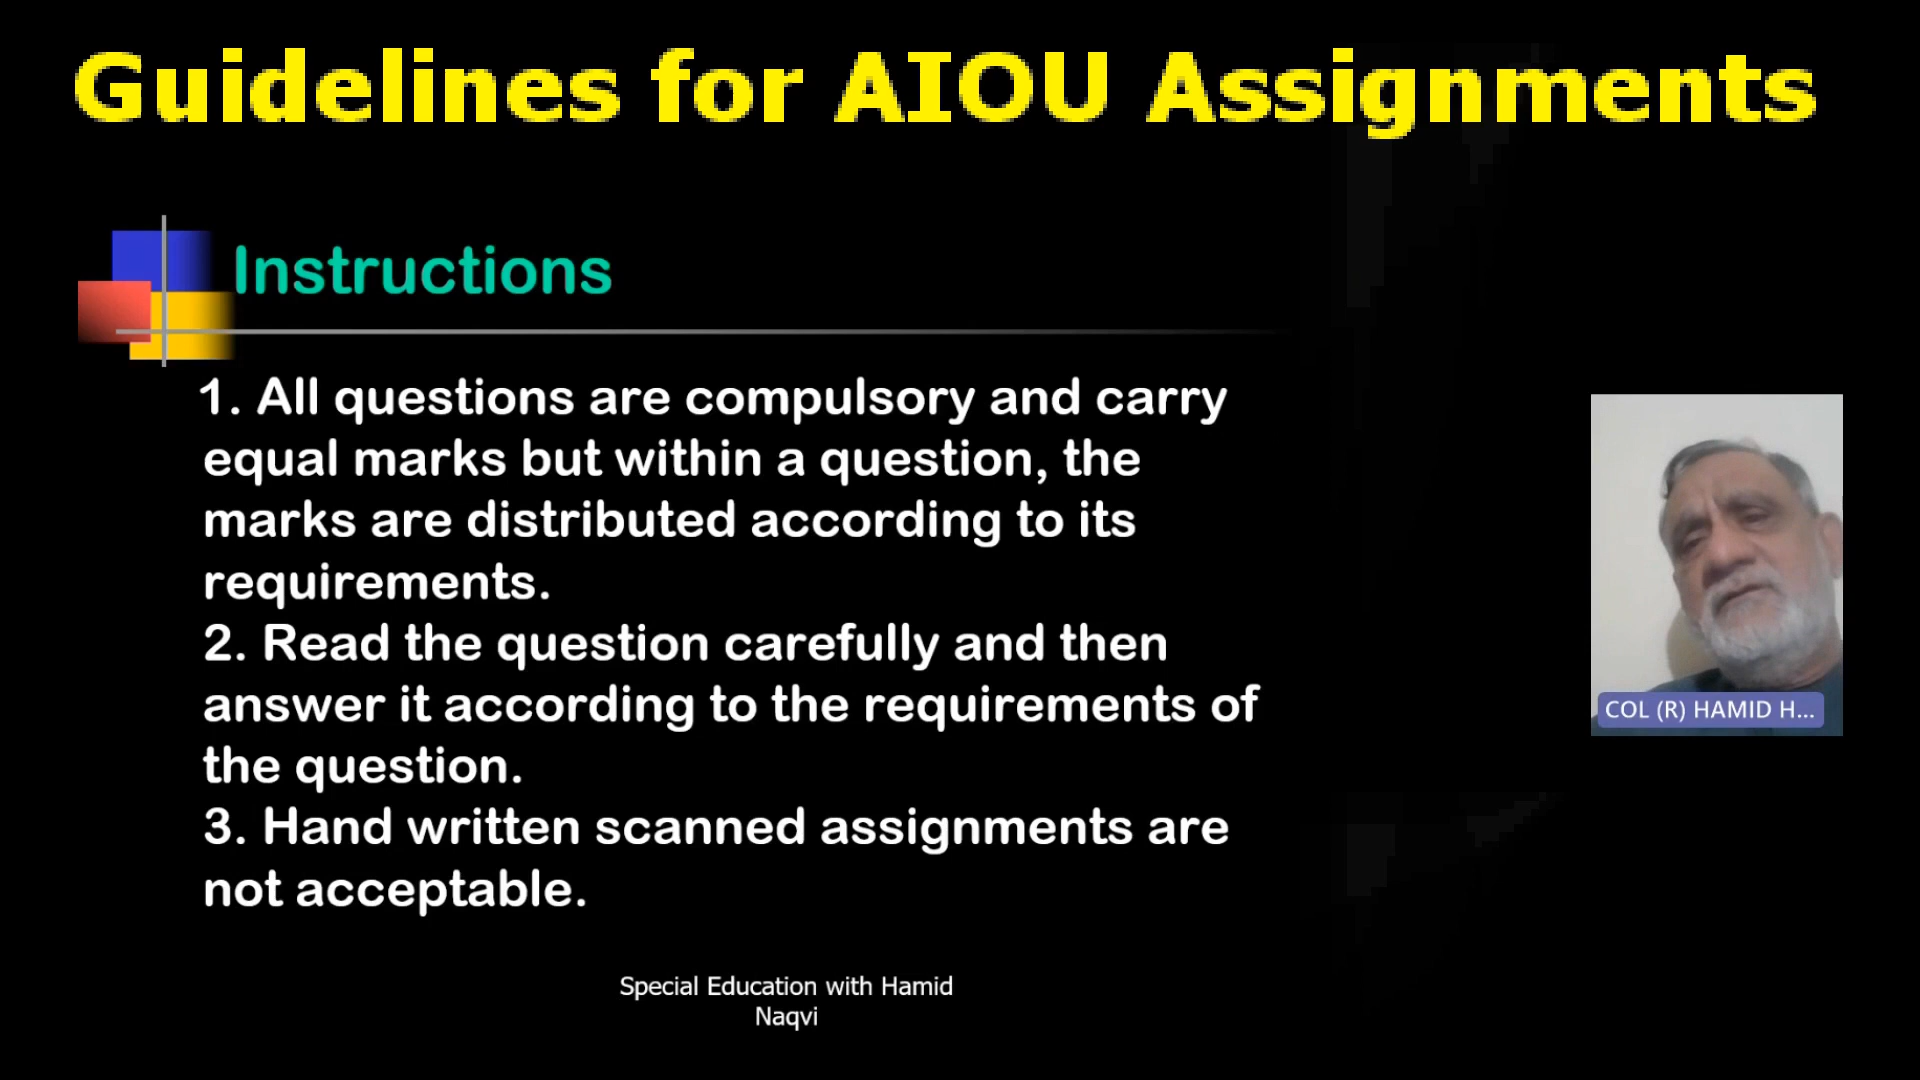 Guidelines for AIOU Assignments
Instructions
1. All questions are compulsory and carry
equal marks but within a question, the
marks are distributed according to its
requirements.
2. Read the question carefully and then
answer it according to the requirements of
the question.
3. Hand written scanned assignments are
not acceptable.
COL (R) HAMID H...
Special Education with Hamid
Naqvi